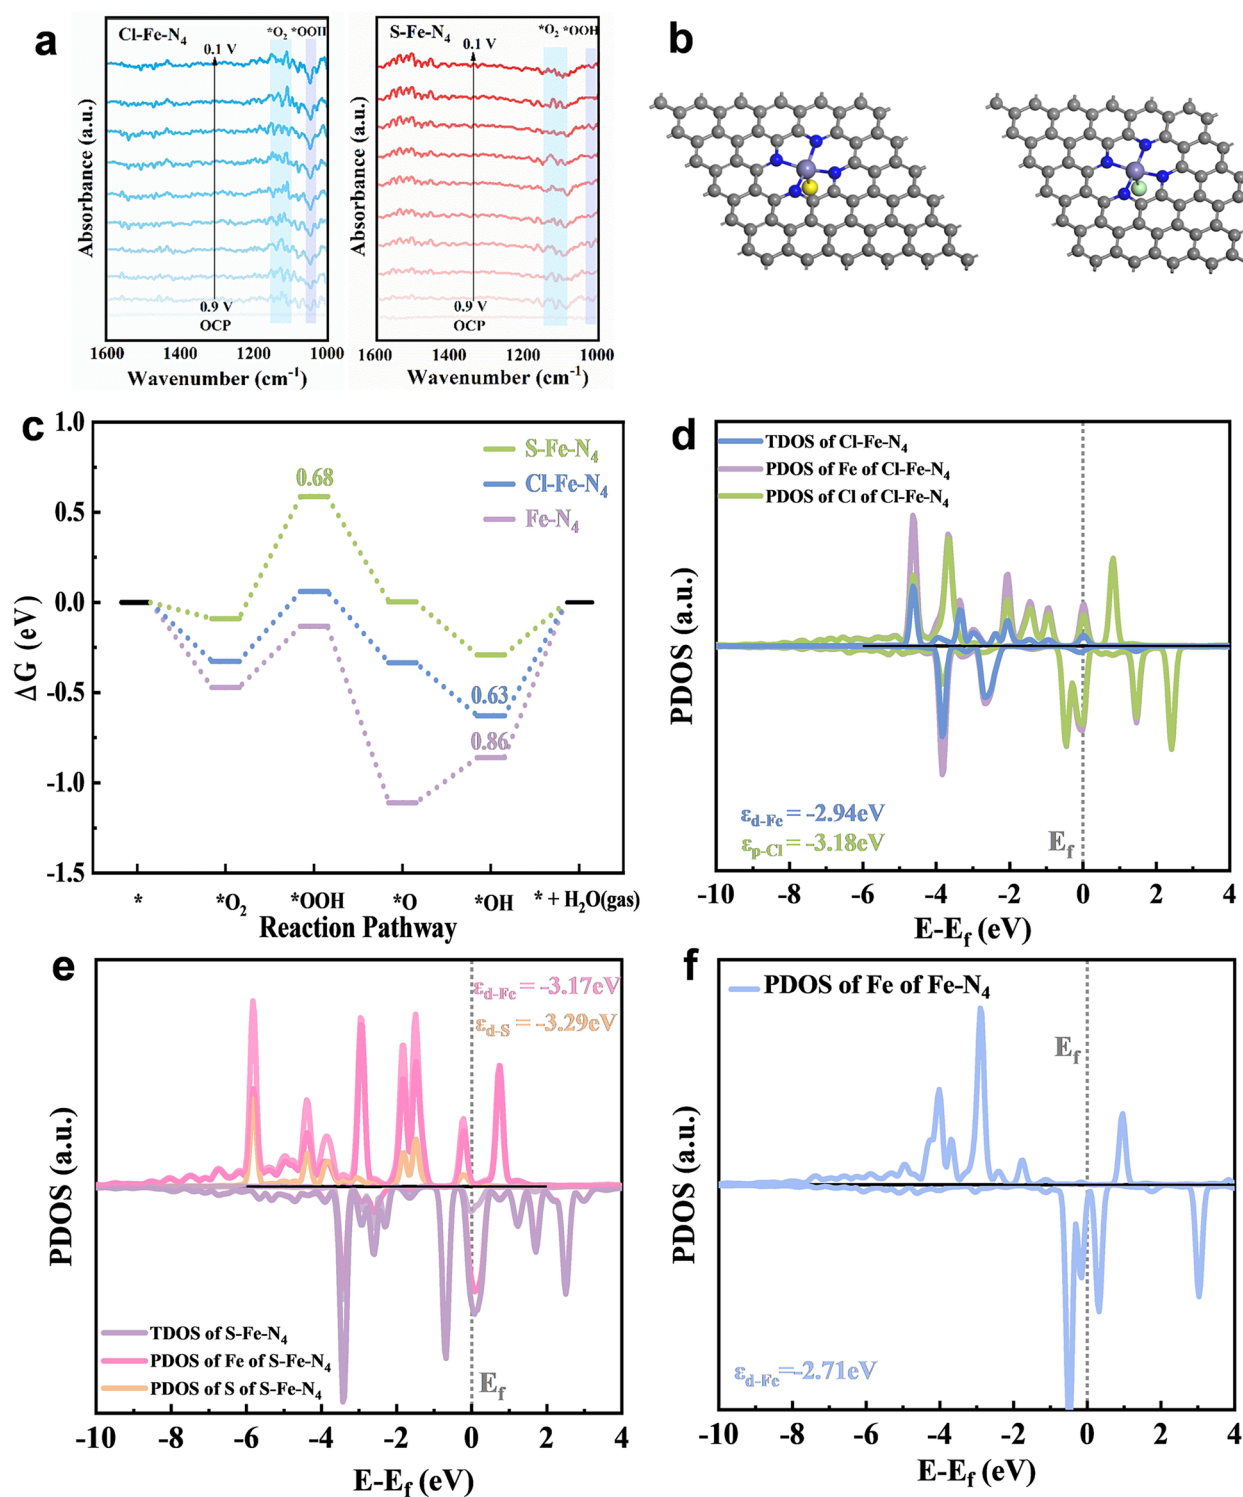 a
Cl-Fe-N4
*O2 *OOH
0.1 V
0.9 V
OCP
Absorbance (a.u.)
1600
1400
1200
1000
Wavenumber (cm-1)
S-Fe-N4
*O2 *OOH
0.1 V
0.9 V
OCP
Absorbance (a.u.)
1600
1400
1200
1000
Wavenumber (cm-1)
b
c
1.0
0.5
0.0
-0.5
-1.0
-1.5
ΔG (eV)
S-Fe-N4
Cl-Fe-N4
Fe-N4
0.68
0.63
0.86
*
*O2
*OOH
*O
*OH
* + H2O(gas)
Reaction Pathway
d
TDOS of Cl-Fe-N4
PDOS of Fe of Cl-Fe-N4
PDOS of Cl of Cl-Fe-N4
PDOS (a.u.)
εd-Fe = -2.94eV
εp-Cl = -3.18eV
Ef
-10
-8
-6
-4
-2
0
2
4
E-Ef (eV)
e
εd-Fe = -3.17eV
εd-S = -3.29eV
PDOS (a.u.)
TDOS of S-Fe-N4
PDOS of Fe of S-Fe-N4
PDOS of S of S-Fe-N4
Ef
-10
-8
-6
-4
-2
0
2
4
E-Ef (eV)
f
PDOS of Fe of Fe-N4
Ef
PDOS (a.u.)
εd-Fe=-2.71eV
-10
-8
-6
-4
-2
0
2
4
E-Ef (eV)